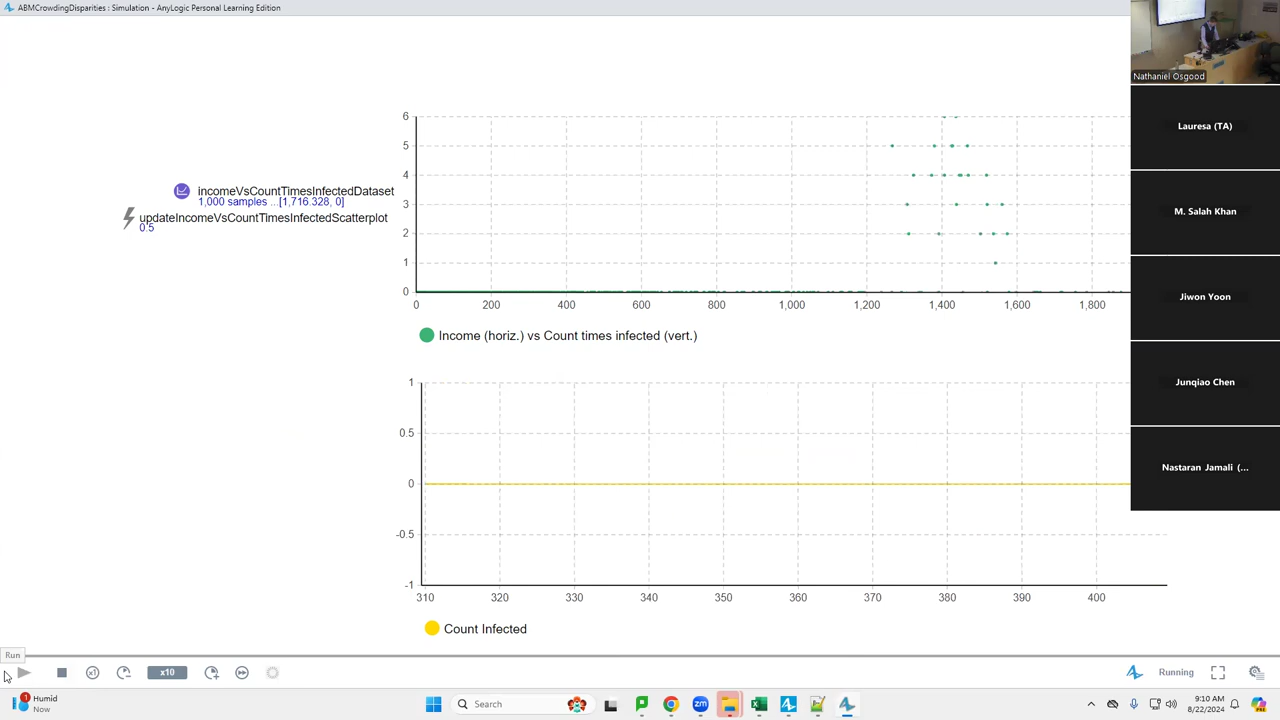 ABMCrowdingDisparities : Simulation - AnyLogic Personal Learning Edition
Nathaniel Osgood
Lauresa (TA)
M. Salah Khan
Jiwon Yoon
Junqiao Chen
Nastaran Jamali (...
incomeVsCountTimesInfectedDataset
1,000 samples ...[1,716.328, 0]
updateIncomeVsCountTimesInfectedScatterplot
0.5
6
5
4
3
2
1
0
0 200 400 600 800 1,000 1,200 1,400 1,600 1,800
Income (horiz.) vs Count times infected (vert.)
1
0.5
0
-0.5
-1
310 320 330 340 350 360 370 380 390 400
Count Infected
Run
x1 x10 Running
1 Humid
Now
Search
9:10 AM
8/22/2024